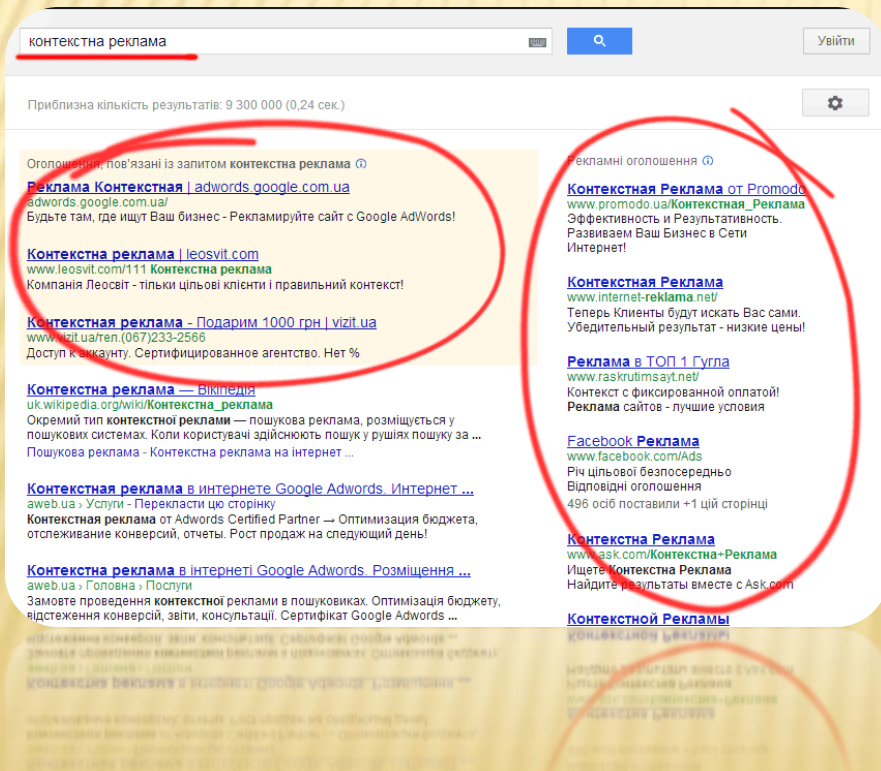 контекстна реклама
Увійти
Приблизна кількість результатів: 9 300 000 (0,24 сек.)
Оголошення, пов'язані із запитом контекстна реклама
Реклама Контекстная | adwords.google.com.ua
adwords.google.com.ua/
Будьте там, где ищут Ваш бизнес - Рекламируйте сайт с Google AdWords!
Контекстна реклама | leosvit.com
www.leosvit.com/111 Контекстна реклама
Компанія Леосвіт - тільки цільові клієнти і правильний контекст!
Контекстная реклама - Подарим 1000 грн | vizit.ua
www.vizit.ua/тел.(067)233-2566
Доступ к аккаунту. Сертифицированное агентство. Нет %
Контекстна реклама — Вікіпедія
uk.wikipedia.org/wiki/Контекстна_реклама
Окремий тип контекстної реклами — пошукова реклама, розміщується у
пошукових системах. Коли користувачі здійснюють пошук у рушіях пошуку за ...
Пошукова реклама - Контекстна реклама на інтернет ...
Контекстная реклама в интернете Google Adwords. Интернет ...
aweb.ua › Услуги - Перекласти цю сторінку
Контекстная реклама от Adwords Certified Partner → Оптимизация бюджета,
отслеживание конверсий, отчеты. Рост продаж на следующий день!
Контекстна реклама в інтернеті Google Adwords. Розміщення ...
aweb.ua › Головна › Послуги
Замовте проведення контекстної реклами в пошуковиках. Оптимізація бюджету,
відстеження конверсій, звіти, консультації. Сертифікат Google Adwords ...
Рекламні оголошення
Контекстная Реклама от Promodo
www.promodo.ua/Контекстная_Реклама
Эффективность и Результативность.
Развиваем Ваш Бизнес в Сети
Интернет!
Контекстная Реклама
www.internet-reklama.net/
Теперь Клиенты будут искать Вас сами.
Убедительный результат - низкие цены!
Реклама в ТОП 1 Гугла
www.raskrutimsayt.net/
Контекст с фиксированной оплатой!
Реклама сайтов - лучшие условия
Facebook Реклама
www.facebook.com/Ads
Річ цільової безпосередньо
Відповідні оголошення
496 осіб поставили +1 цій сторінці
Контекстна Реклама
www.ask.com/Контекстна+Реклама
Ищете Контекстна Реклама
Найдите результаты вместе с Ask.com
Контекстной Рекламы